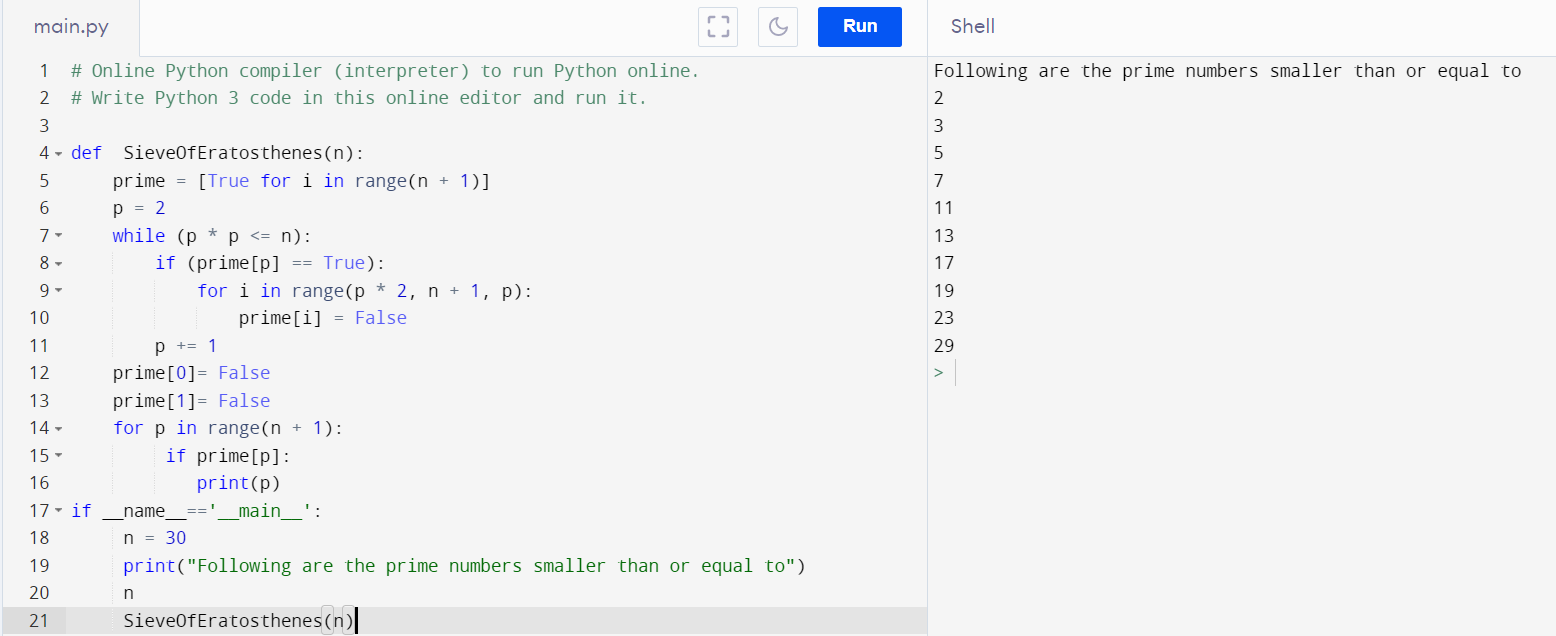 main.py
Run
Shell
1 # Online Python compiler (interpreter) to run Python online.
2 # Write Python 3 code in this online editor and run it.
3
4 def  SieveOfEratosthenes(n):
5     prime = [True for i in range(n + 1)]
6     p = 2
7     while (p * p <= n):
8         if (prime[p] == True):
9             for i in range(p * 2, n + 1, p):
10                 prime[i] = False
11         p += 1
12     prime[0]= False
13     prime[1]= False
14     for p in range(n + 1):
15          if prime[p]:
16             print(p)
17 if __name__=='__main__':
18      n = 30
19      print("Following are the prime numbers smaller than or equal to")
20      n
21      SieveOfEratosthenes(n)
Following are the prime numbers smaller than or equal to
2
3
5
7
11
13
17
19
23
29
>